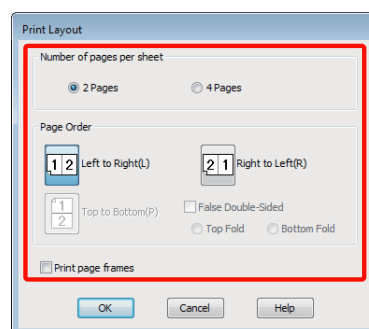 Print Layout
Number of pages per sheet
2 Pages 4 Pages
Page Order
1 2 Left to Right(L) 2 1 Right to Left(R)
1
2
Top to Bottom(P)
False Double-Sided
Top Fold Bottom Fold
Print page frames
OK Cancel Help